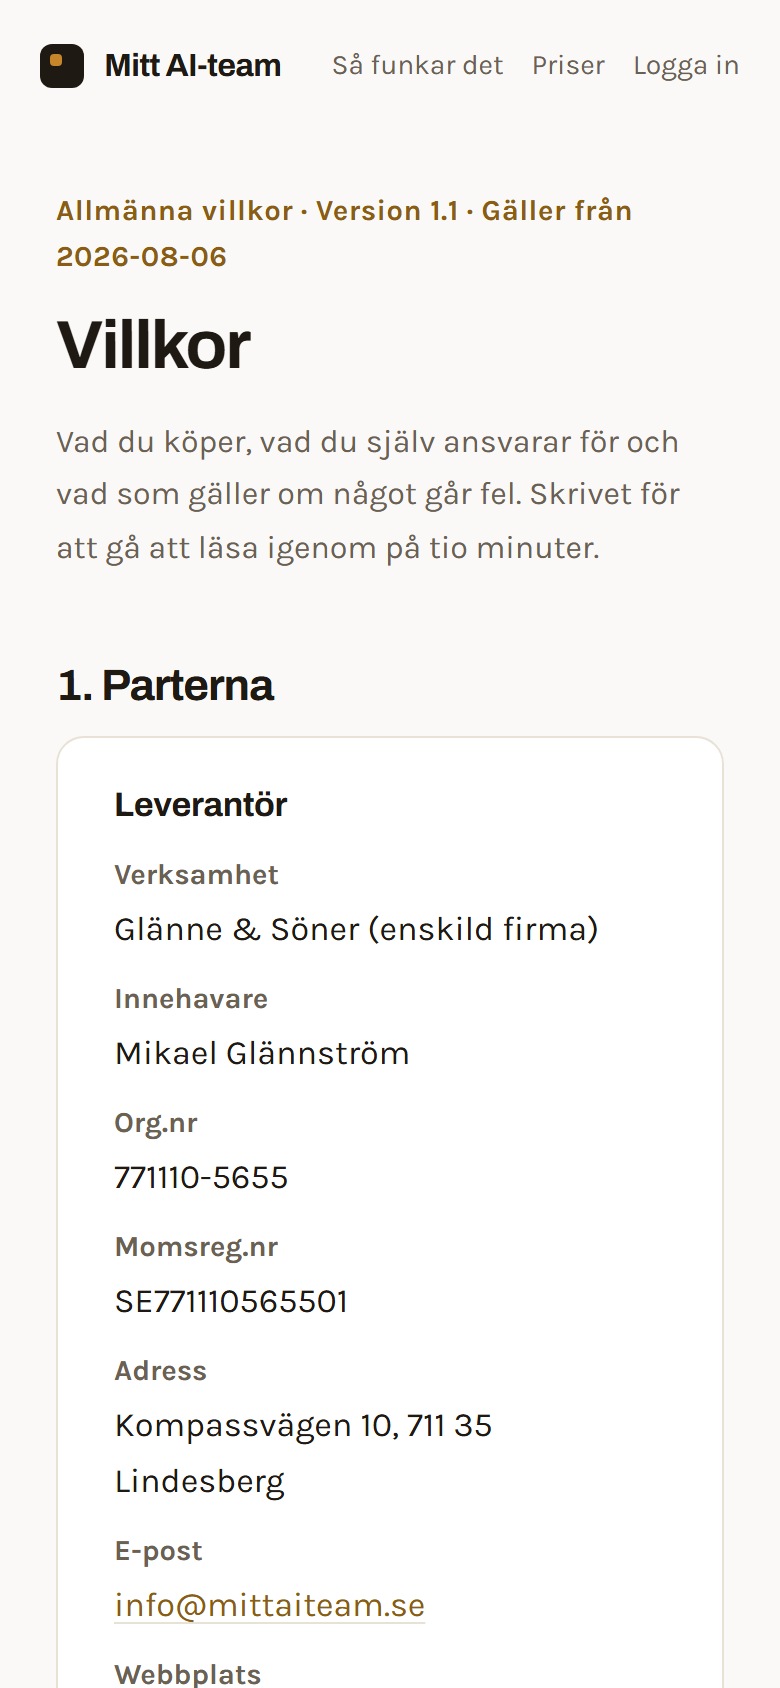 Mitt AI-team
Så funkar det
Priser
Logga in
Allmänna villkor · Version 1.1 · Gäller från
2026-08-06
Villkor
Vad du köper, vad du själv ansvarar för och
vad som gäller om något går fel. Skrivet för
att gå att läsa igenom på tio minuter.
1. Parterna
Leverantör
Verksamhet
Glänne & Söner (enskild firma)
Innehavare
Mikael Glännström
Org.nr
771110-5655
Momsreg.nr
SE771110565501
Adress
Kompassvägen 10, 711 35
Lindesberg
E-post
info@mittaiteam.se
Webbplats